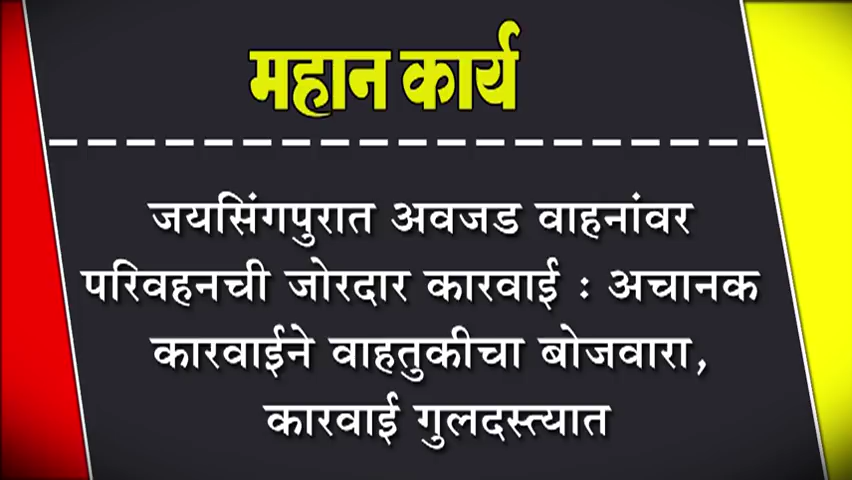 महान कार्य
जयसिंगपुरात अवजड वाहनांवर
परिवहनची जोरदार कारवाई : अचानक
कारवाईने वाहतुकीचा बोजवारा,
कारवाई गुलदस्त्यात